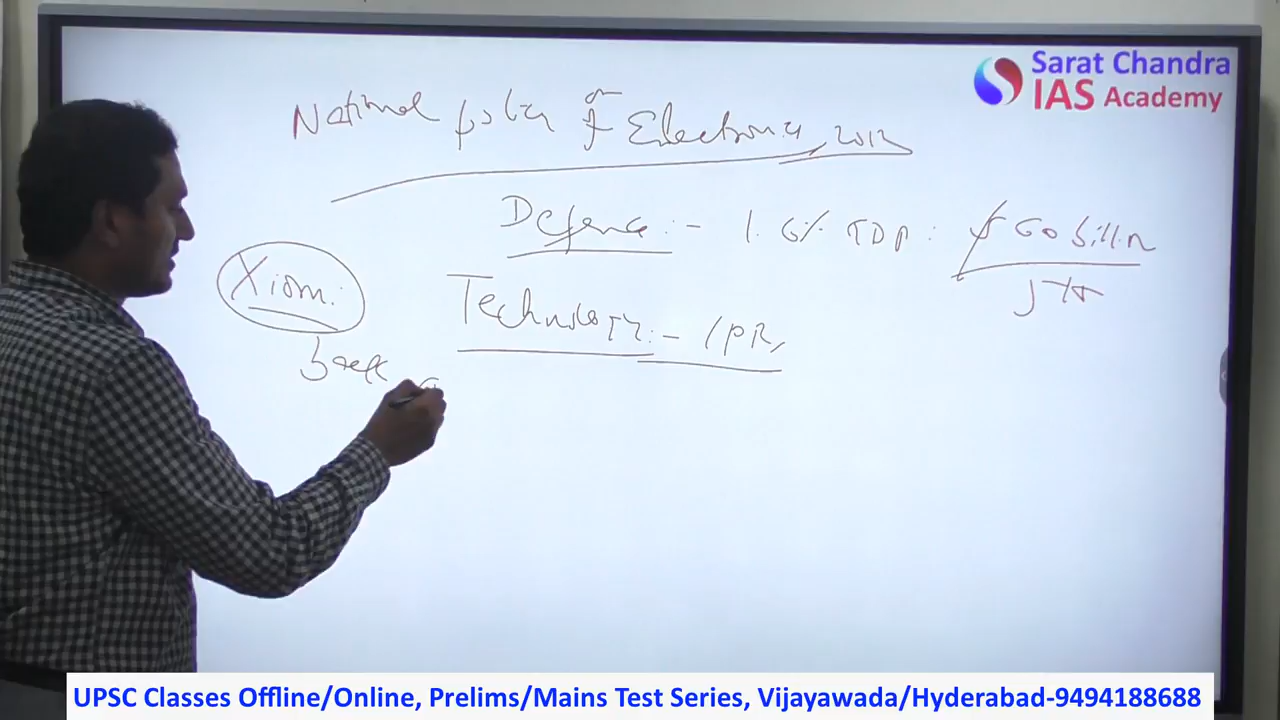 Sarat Chandra
IAS Academy
National policy of Electronics, 2012
on
Defence :- 1.6% GDP : $ 60 billion
Xiom.
Technology :- IPR,
UPSC Classes Offline/Online, Prelims/Mains Test Series, Vijayawada/Hyderabad-9494188688